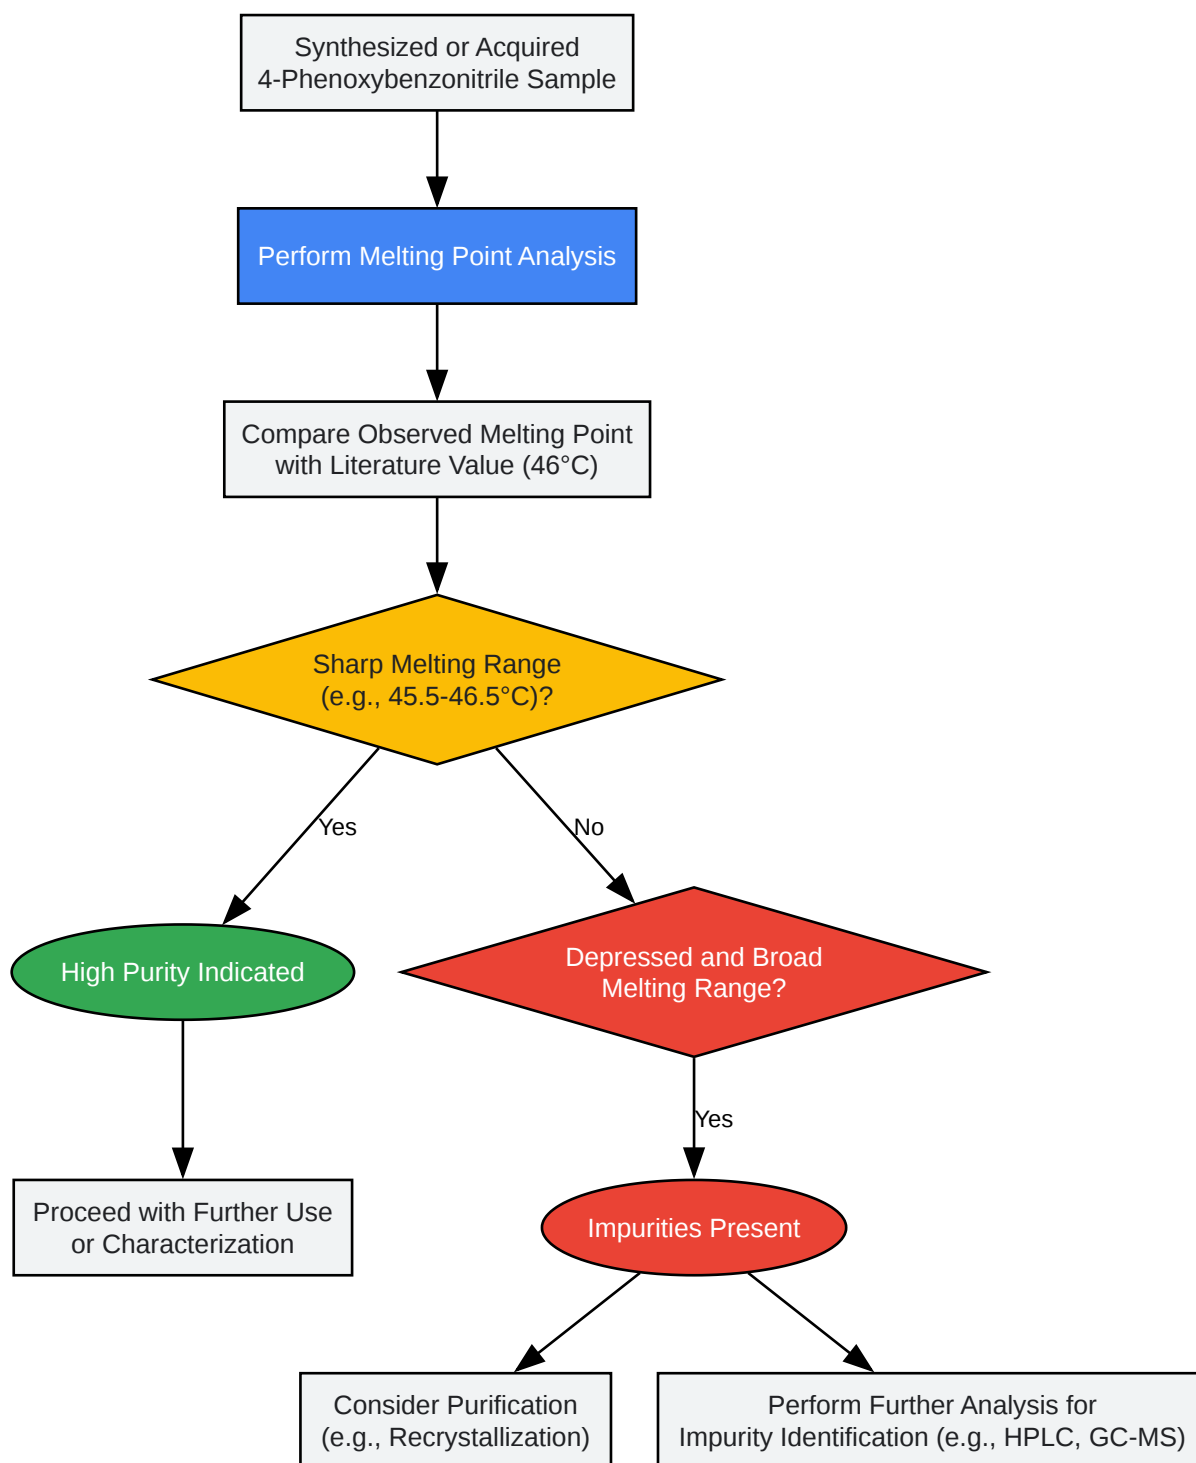 Synthesized or Acquired
4-Phenoxybenzonitrile Sample
Perform Melting Point Analysis
Compare Observed Melting Point
with Literature Value (46°C)
Sharp Melting Range
(e.g., 45.5-46.5°C)?
Yes
No
High Purity Indicated
Depressed and Broad
Melting Range?
Yes
Proceed with Further Use
or Characterization
Impurities Present
Consider Purification
(e.g., Recrystallization)
Perform Further Analysis for
Impurity Identification (e.g., HPLC, GC-MS)